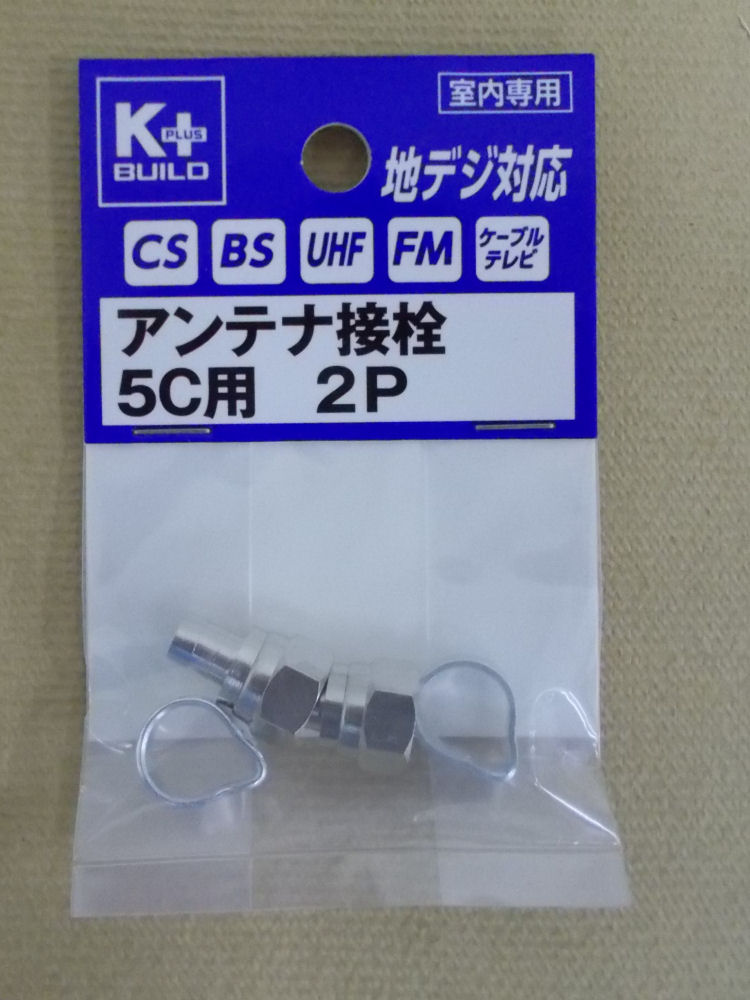 K+
PLUS
BUILD
室内専用
地デジ対応
CS BS UHF FM ケーブル
テレビ
アンテナ接栓
5C用 2P